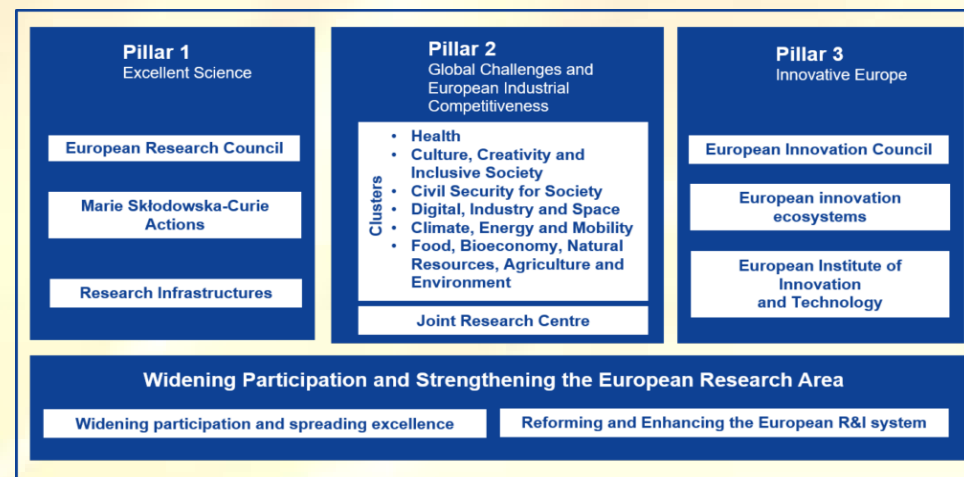 Pillar 1
Excellent Science
European Research Council
Marie Skłodowska-Curie
Actions
Research Infrastructures
Pillar 2
Global Challenges and
European Industrial
Competitiveness
Clusters
• Health
• Culture, Creativity and
Inclusive Society
• Civil Security for Society
• Digital, Industry and Space
• Climate, Energy and Mobility
• Food, Bioeconomy, Natural
Resources, Agriculture and
Environment
Joint Research Centre
Pillar 3
Innovative Europe
European Innovation Council
European innovation
ecosystems
European Institute of
Innovation
and Technology
Widening Participation and Strengthening the European Research Area
Widening participation and spreading excellence
Reforming and Enhancing the European R&I system